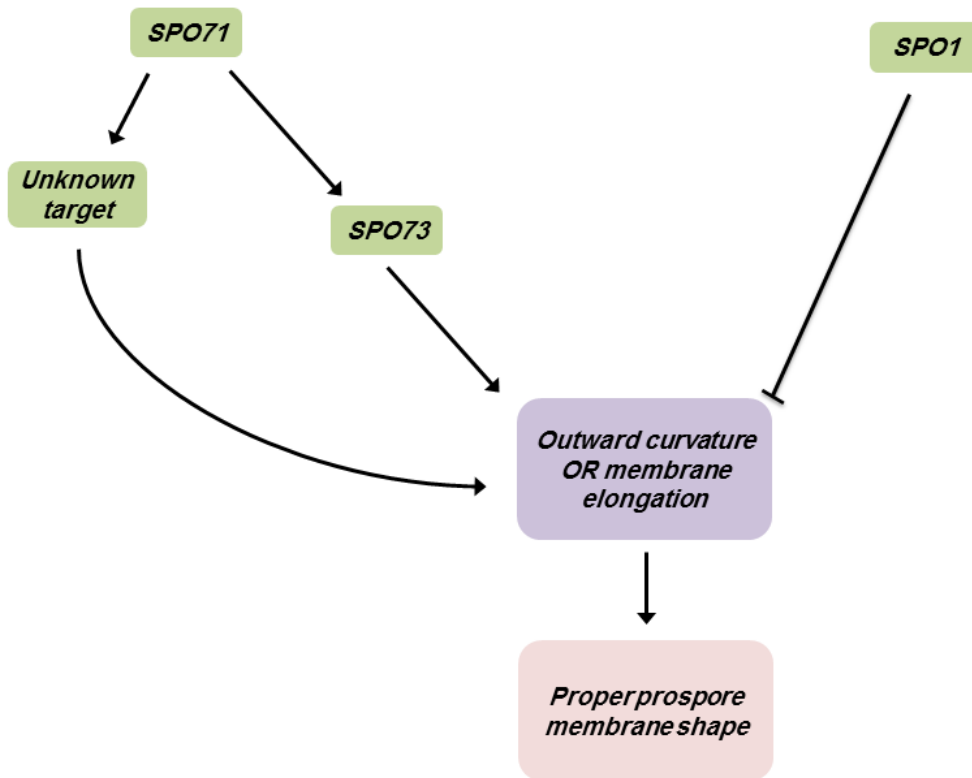 SPO71
SPO1
Unknown
target
SPO73
Outward curvature
OR membrane
elongation
Proper prospore
membrane shape